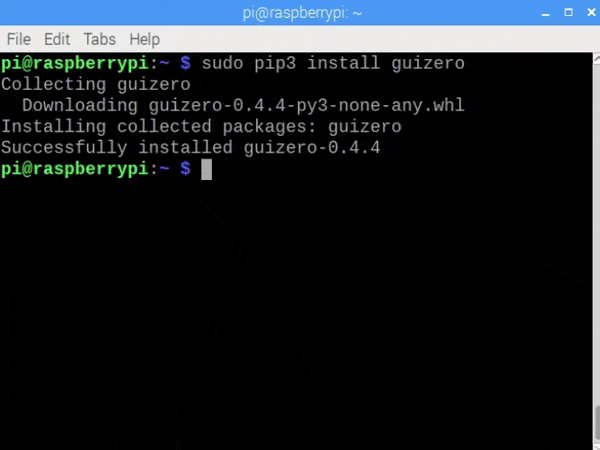 pi@raspberrypi: ~
File Edit Tabs Help
pi@raspberrypi:~ $ sudo pip3 install guizero
Collecting guizero
  Downloading guizero-0.4.4-py3-none-any.whl
Installing collected packages: guizero
Successfully installed guizero-0.4.4
pi@raspberrypi:~ $